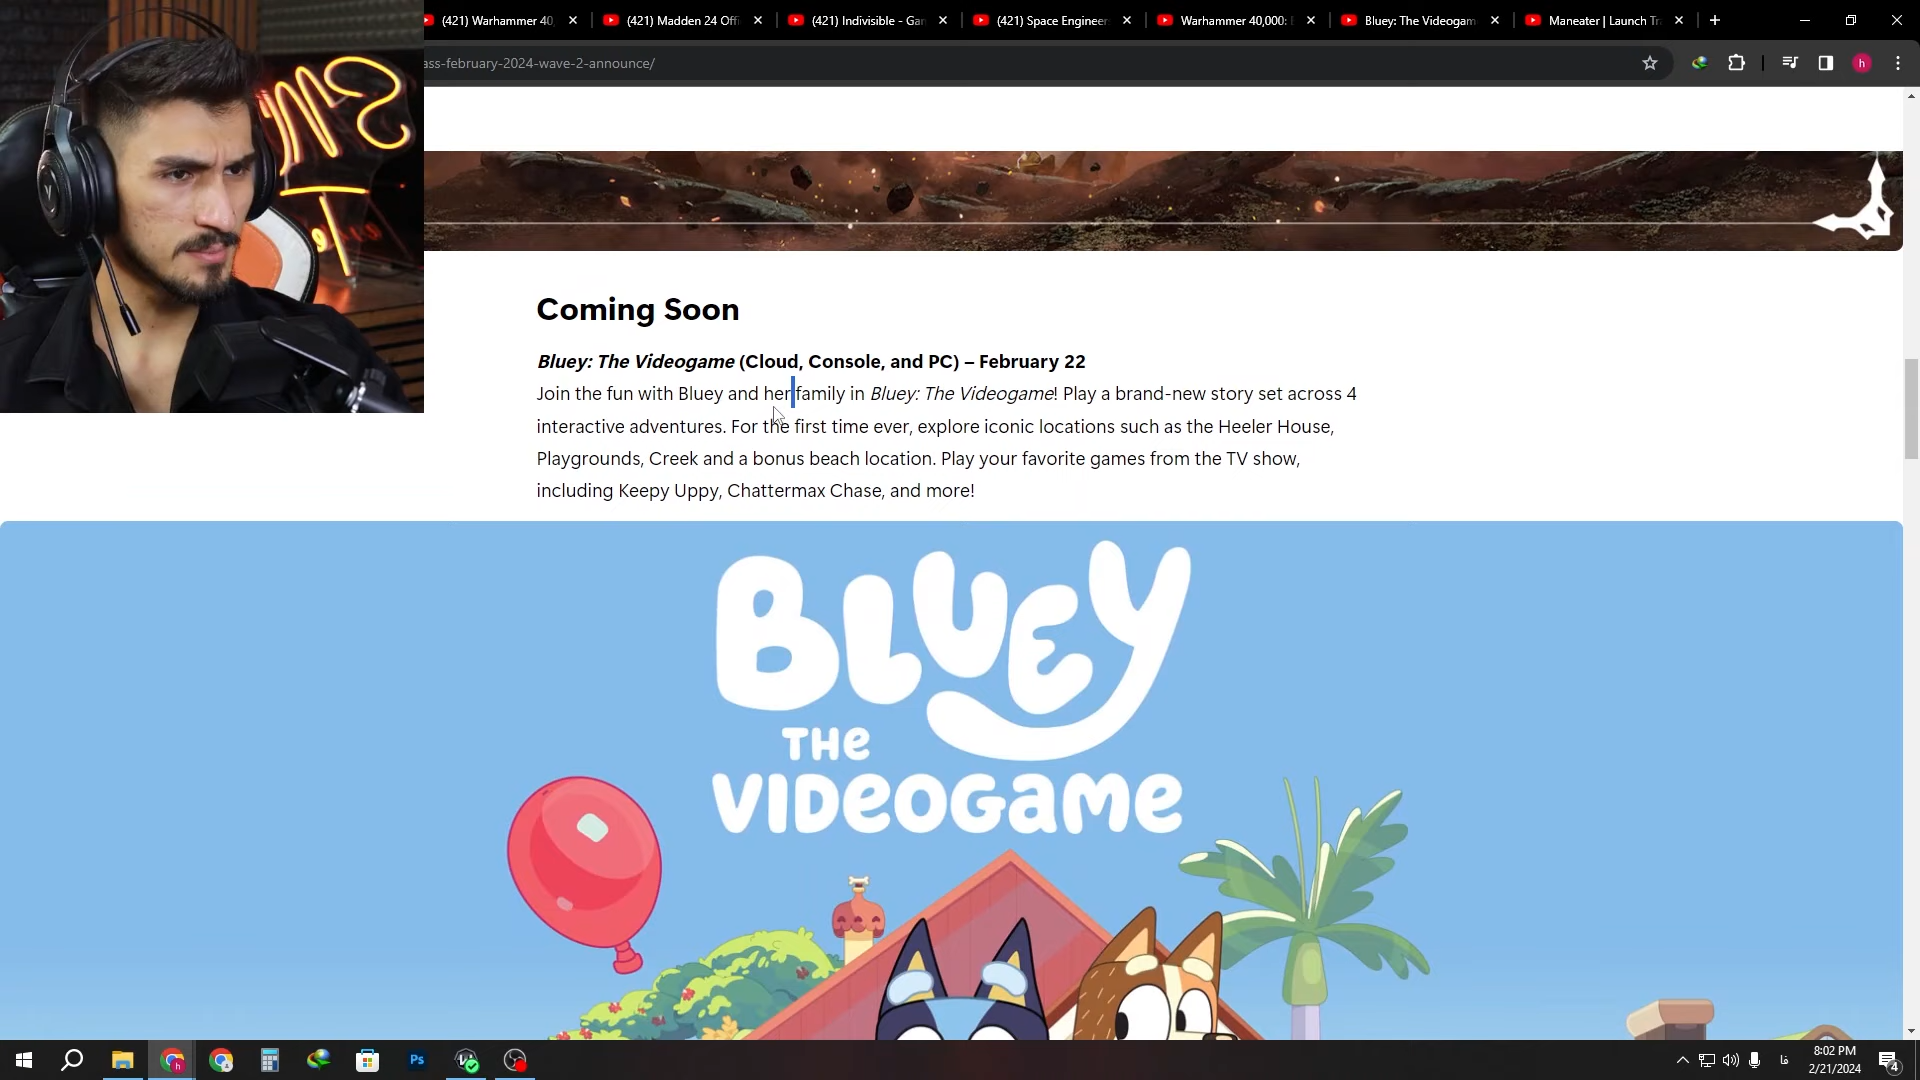 (421) Warhammer 40,
(421) Madden 24 Offi
(421) Indivisible - Gan
(421) Space Engineer
Warhammer 40,000:
Bluey: The Videogam
Maneater | Launch Tr
ass-february-2024-wave-2-announce/
h
Coming Soon
Bluey: The Videogame (Cloud, Console, and PC) – February 22
Join the fun with Bluey and her family in Bluey: The Videogame! Play a brand-new story set across 4
interactive adventures. For the first time ever, explore iconic locations such as the Heeler House,
Playgrounds, Creek and a bonus beach location. Play your favorite games from the TV show,
including Keepy Uppy, Chattermax Chase, and more!
BLUEY
THE
VIDEOGAME
Ps
فا
8:02 PM
2/21/2024
4